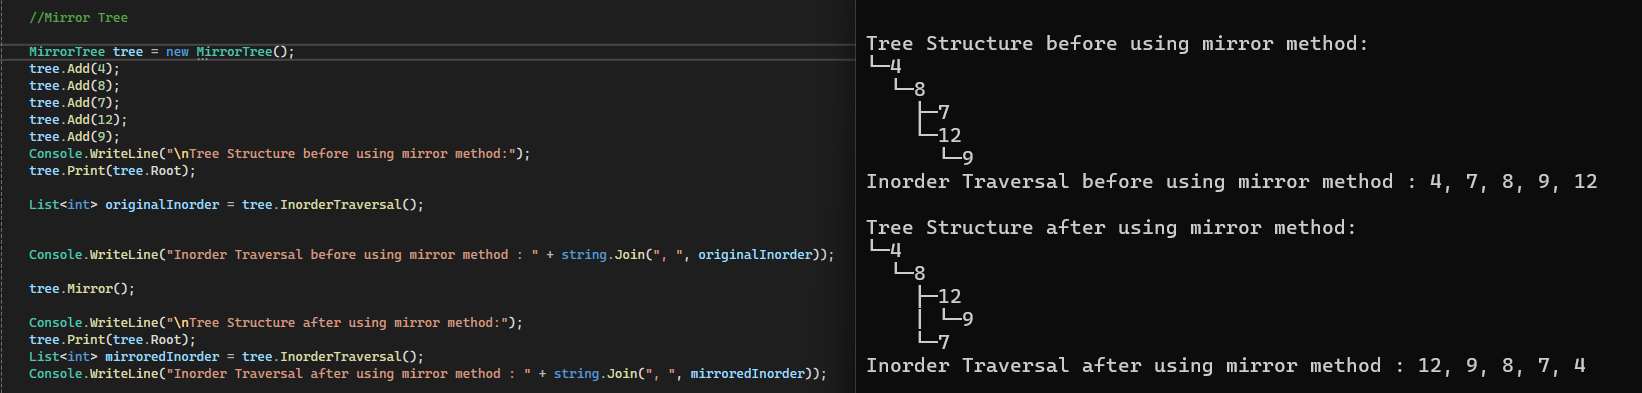 //Mirror Tree
MirrorTree tree = new MirrorTree();
tree.Add(4);
tree.Add(8);
tree.Add(7);
tree.Add(12);
tree.Add(9);
Console.WriteLine("\nTree Structure before using mirror method:");
tree.Print(tree.Root);
List<int> originalInorder = tree.InorderTraversal();
Console.WriteLine("Inorder Traversal before using mirror method : " + string.Join(", ", originalInorder));
tree.Mirror();
Console.WriteLine("\nTree Structure after using mirror method:");
tree.Print(tree.Root);
List<int> mirroredInorder = tree.InorderTraversal();
Console.WriteLine("Inorder Traversal after using mirror method : " + string.Join(", ", mirroredInorder));
Tree Structure before using mirror method:
└─4
  └─8
    ├─7
    └─12
      └─9
Inorder Traversal before using mirror method : 4, 7, 8, 9, 12
Tree Structure after using mirror method:
└─4
  └─8
    ├─12
    │ └─9
    └─7
Inorder Traversal after using mirror method : 12, 9, 8, 7, 4